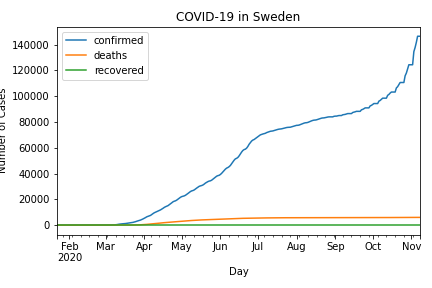 COVID-19 in Sweden
confirmed
deaths
recovered
140000
120000
100000
80000
60000
40000
20000
0
Number of Cases
Feb Mar Apr May Jun Jul Aug Sep Oct Nov
2020
Day